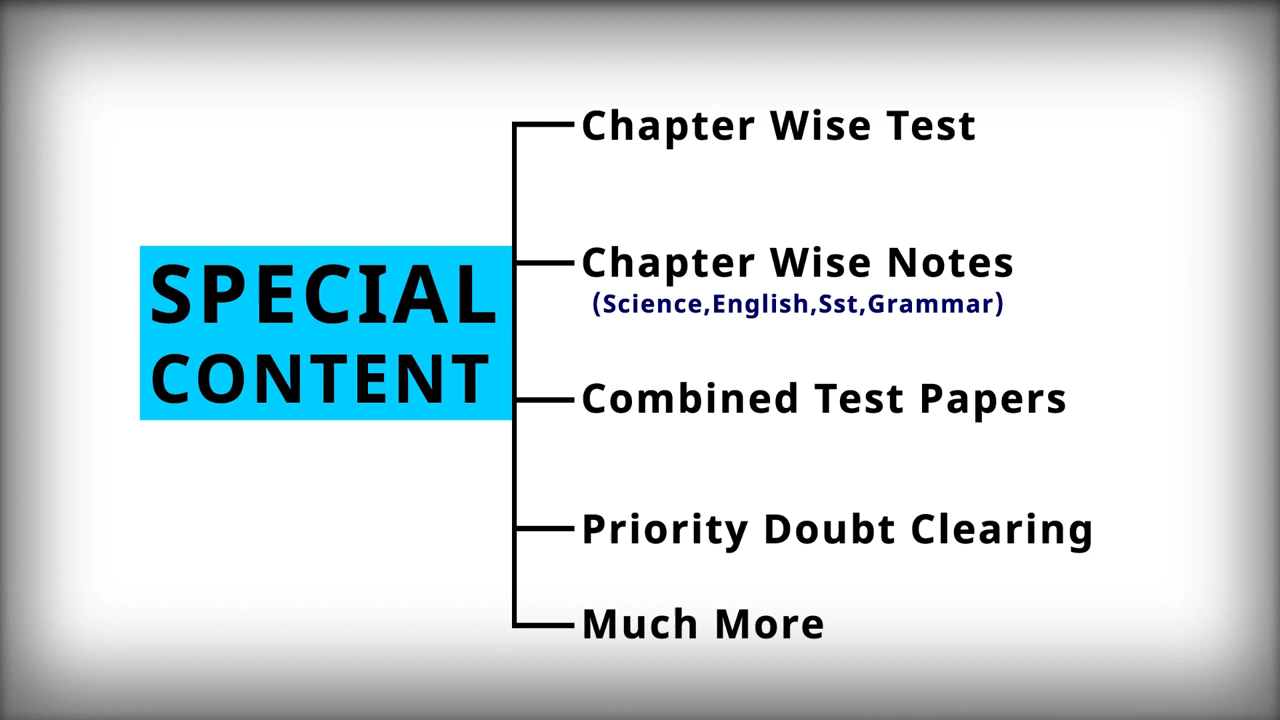 SPECIAL
CONTENT
Chapter Wise Test
Chapter Wise Notes
(Science,English,Sst,Grammar)
Combined Test Papers
Priority Doubt Clearing
Much More